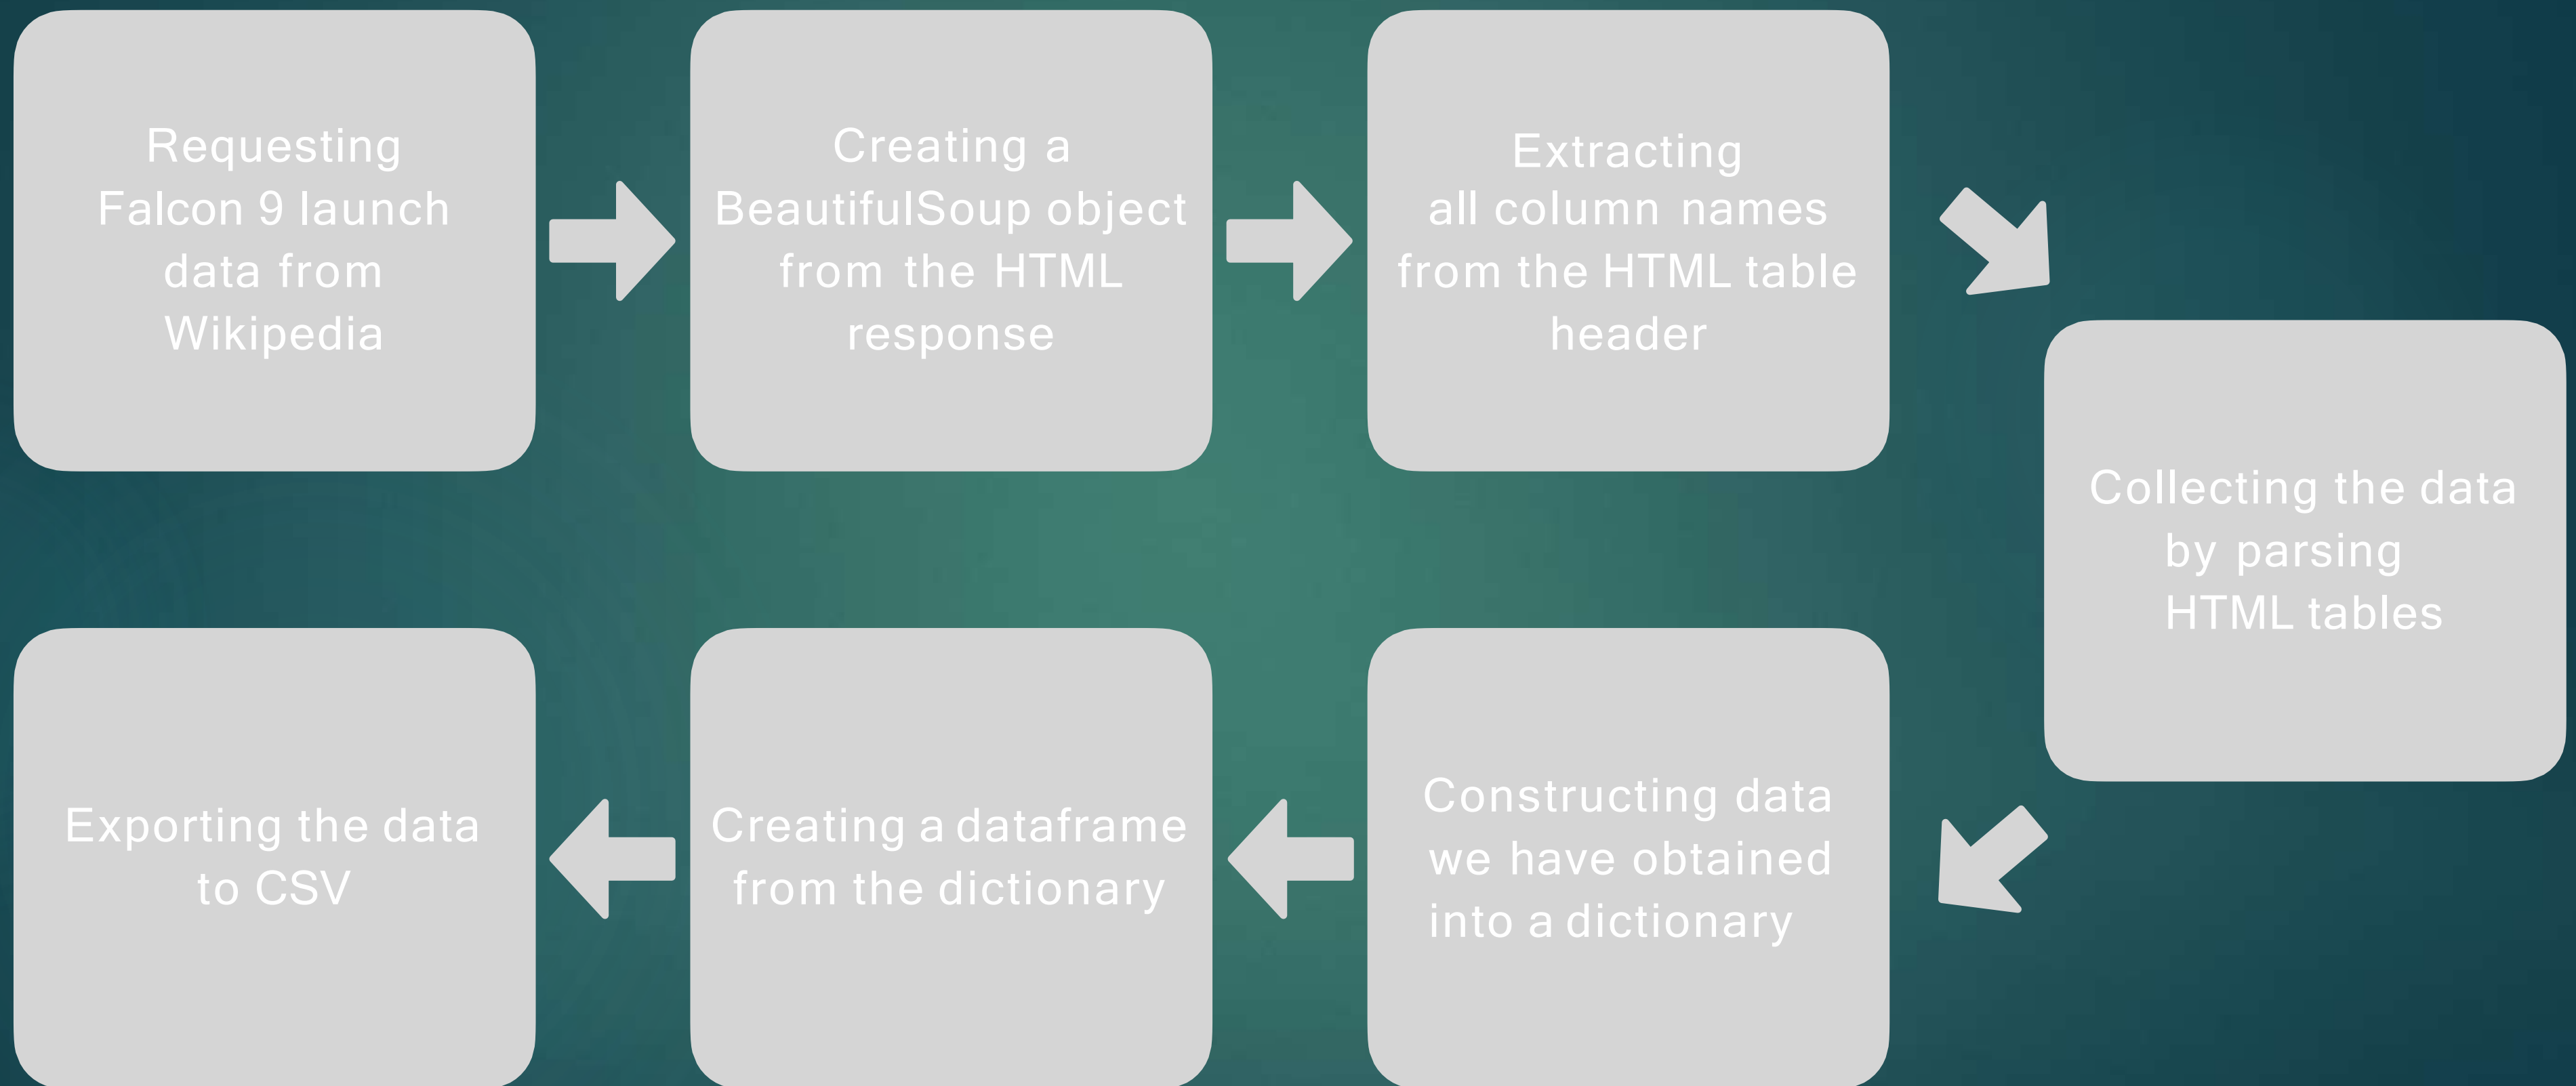 Requesting
Falcon 9 launch
data from
Wikipedia
Creating a
BeautifulSoup object
from the HTML
response
Extracting
all column names
from the HTML table
header
Collecting the data
by parsing
HTML tables
Constructing data
we have obtained
into a dictionary
Creating a dataframe
from the dictionary
Exporting the data
to CSV